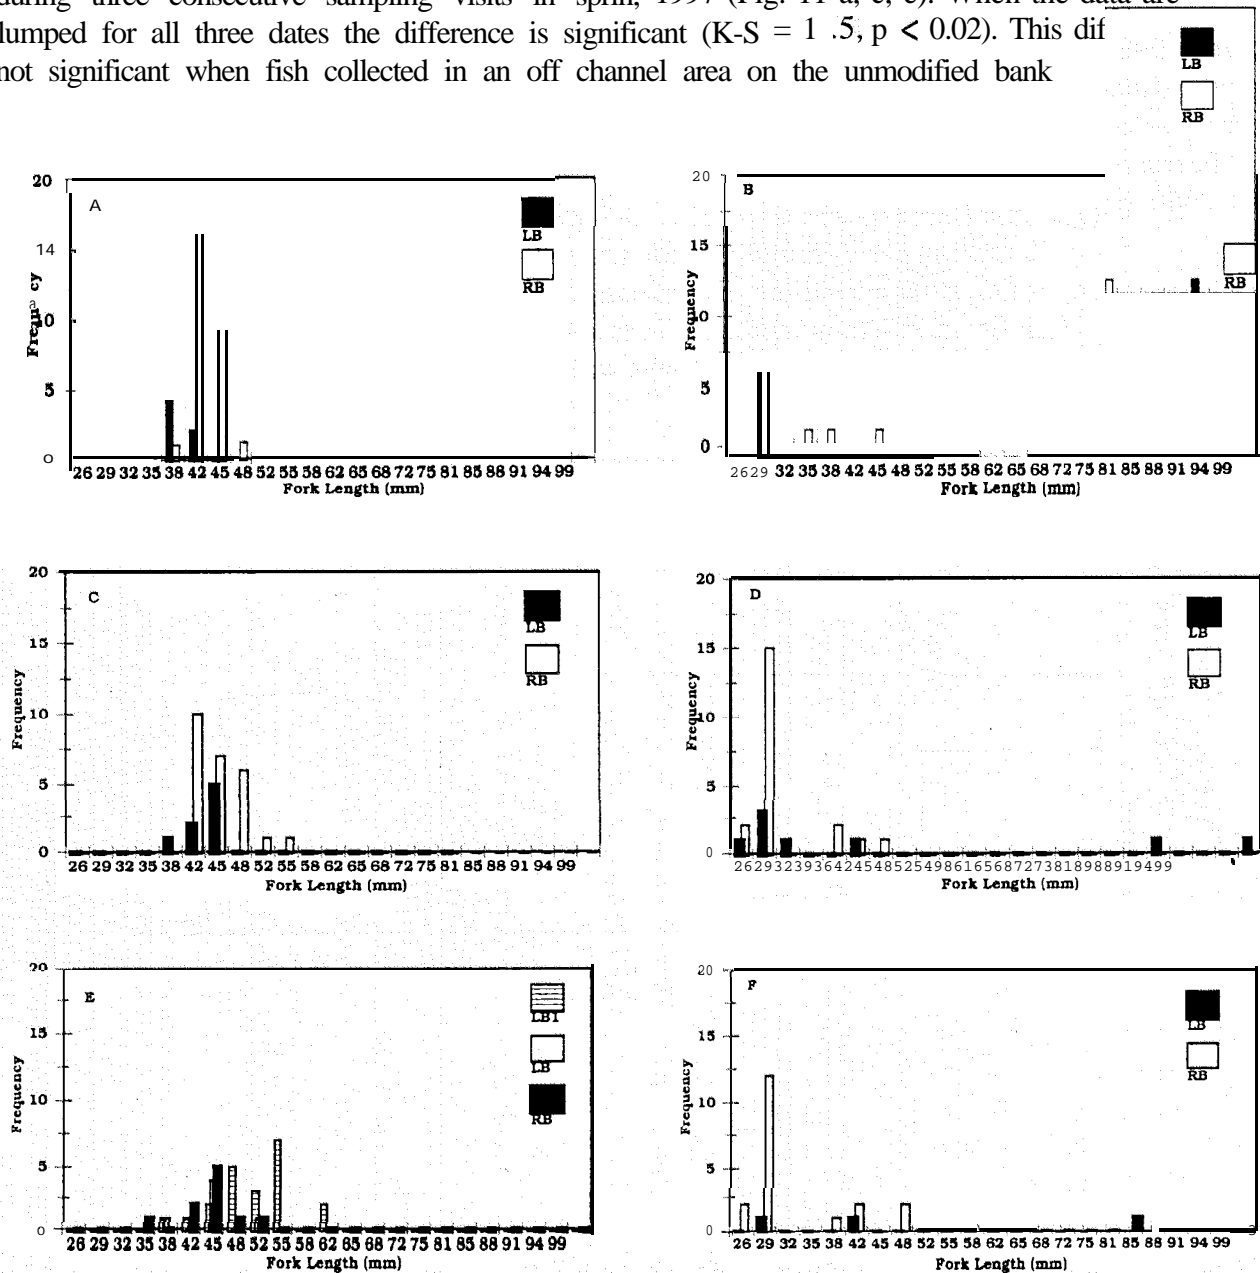 during three consecutive sampling visits in sprin, 1997 (Fig. 11 a, c, e). When the data are
lumped for all three dates the difference is significant (K-S = 1 .5, p < 0.02). This dif
not significant when fish collected in an off channel area on the unmodified bank
LB
RB
20
A
LB
RB
14
10
5
0
26 29 32 35 38 42 45 48 52 55 58 62 65 68 72 75 81 85 88 91 94 99
Fork Length (mm)
20
B
RB
15
Frequency
10
5
0
26 29 32 35 38 42 45 48 52 55 58 62 65 68 72 75 81 85 88 91 94 99
Fork Length (mm)
20
C
LB
RB
15
Frequency
10
5
0
26 29 32 35 38 42 45 48 52 55 58 62 65 68 72 75 81 85 88 91 94 99
Fork Length (mm)
20
D
LB
RB
15
Frequency
10
5
0
Fork Length (mm)
20
E
LB1
LB
RB
15
Frequency
10
5
0
26 29 32 35 38 42 45 48 52 55 58 62 65 68 72 75 81 85 88 91 94 99
Fork Length (mm)
20
F
LB
RB
15
Frequency
10
5
0
26 29 32 35 38 42 45 48 52 55 58 62 65 68 72 75 81 85 88 91 94 99
Fork Length (mm)